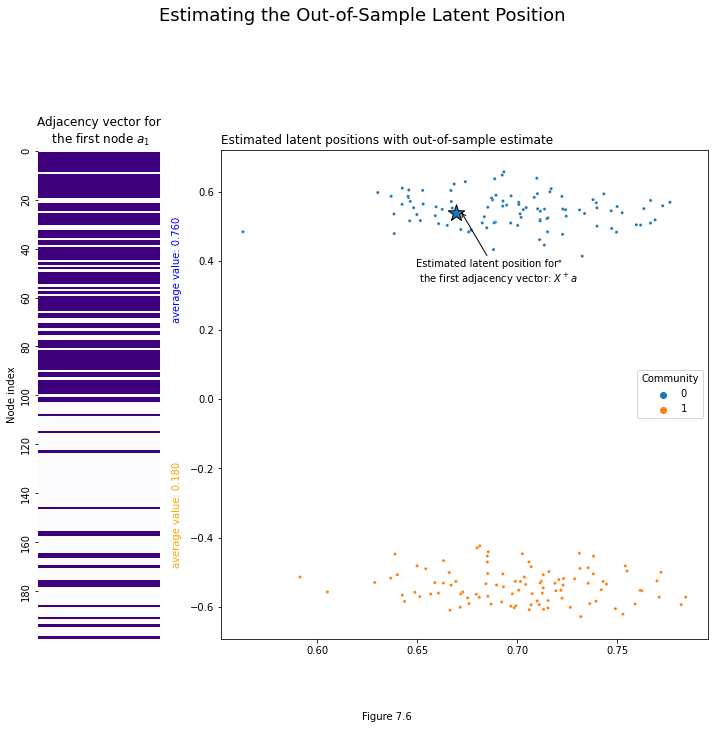 Estimating the Out-of-Sample Latent Position
Adjacency vector for
the first node a₁
0
20
40
60
80
100
120
140
160
180
Node index
average value: 0.760
average value: 0.180
Estimated latent positions with out-of-sample estimate
0.6
0.4
0.2
0.0
−0.2
−0.4
−0.6
0.60
0.65
0.70
0.75
Estimated latent position for
the first adjacency vector: X⁺a
Community
0
1
Figure 7.6